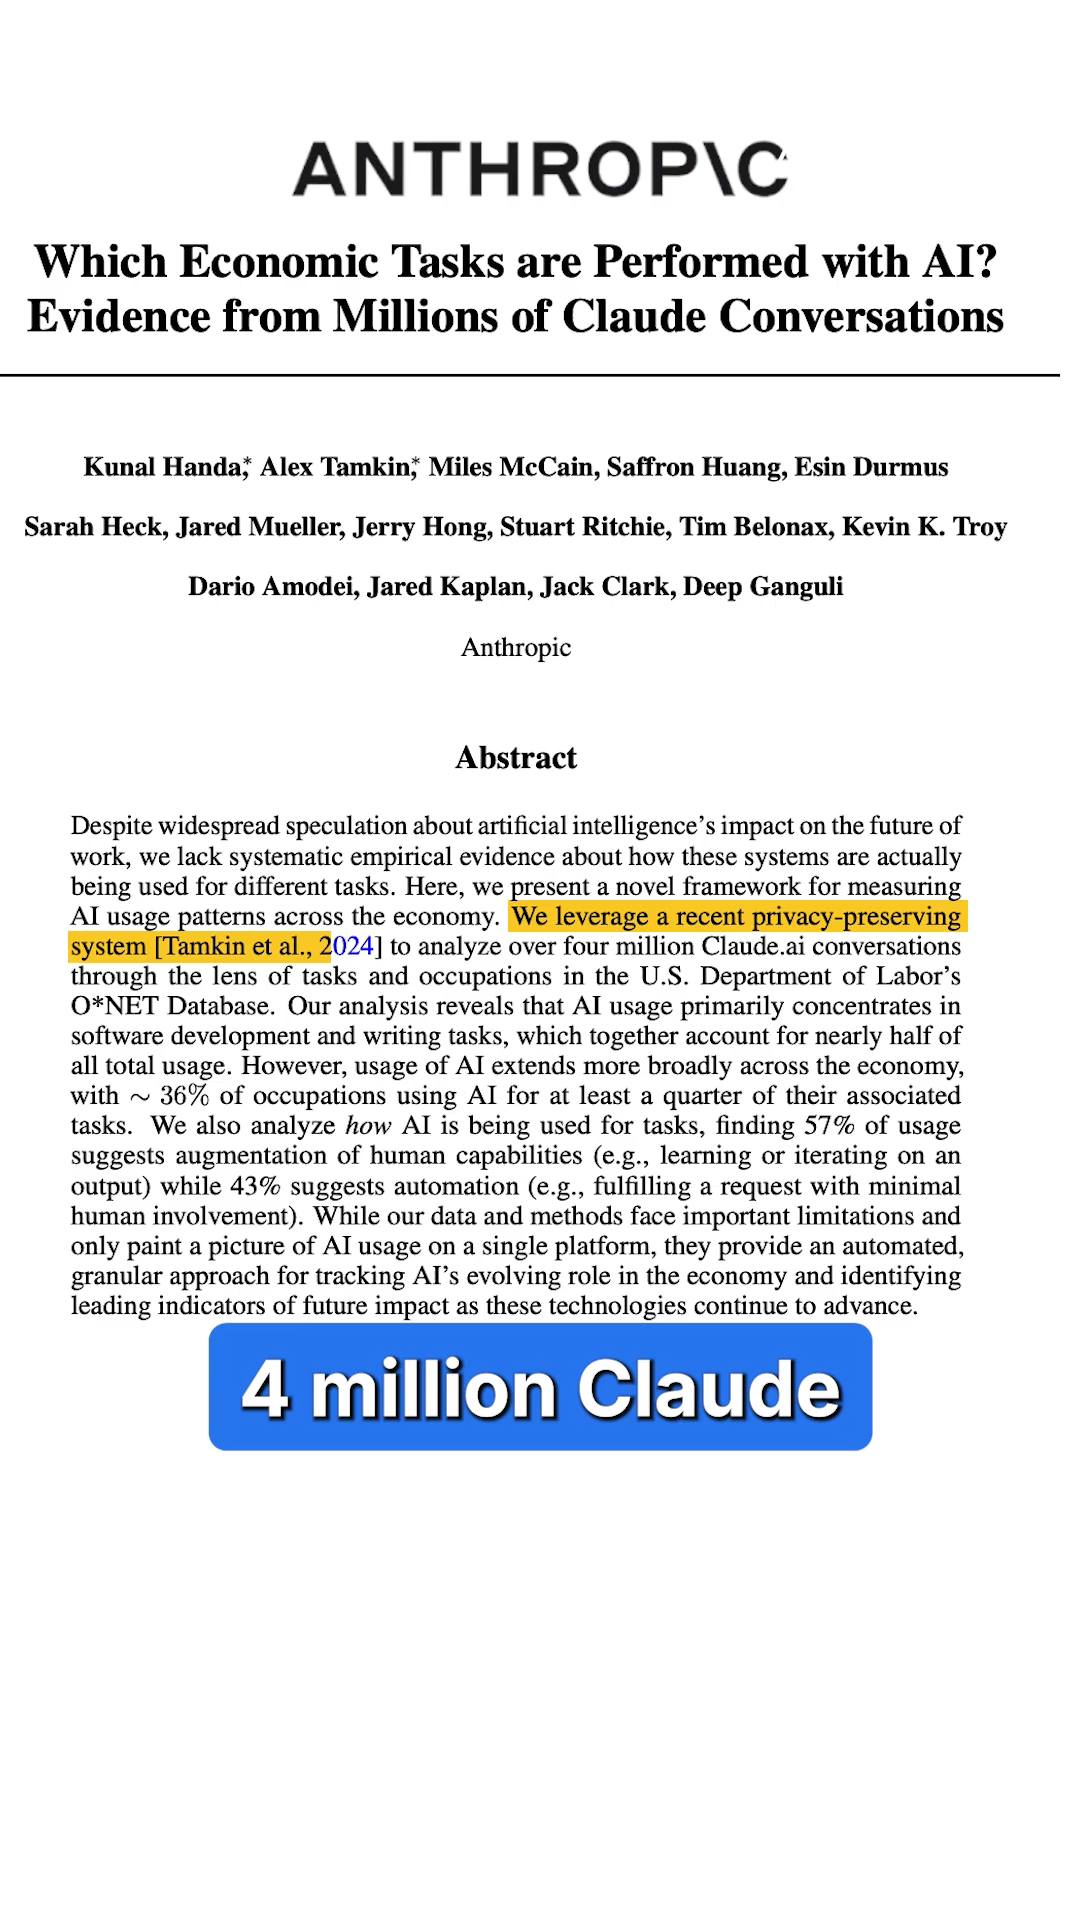 ANTHROP\C
Which Economic Tasks are Performed with AI?
Evidence from Millions of Claude Conversations
Kunal Handa,* Alex Tamkin,* Miles McCain, Saffron Huang, Esin Durmus
Sarah Heck, Jared Mueller, Jerry Hong, Stuart Ritchie, Tim Belonax, Kevin K. Troy
Dario Amodei, Jared Kaplan, Jack Clark, Deep Ganguli
Anthropic
Abstract
Despite widespread speculation about artificial intelligence's impact on the future of
work, we lack systematic empirical evidence about how these systems are actually
being used for different tasks. Here, we present a novel framework for measuring
AI usage patterns across the economy. We leverage a recent privacy-preserving
system [Tamkin et al., 2024] to analyze over four million Claude.ai conversations
through the lens of tasks and occupations in the U.S. Department of Labor's
O*NET Database. Our analysis reveals that AI usage primarily concentrates in
software development and writing tasks, which together account for nearly half of
all total usage. However, usage of AI extends more broadly across the economy,
with ∼ 36% of occupations using AI for at least a quarter of their associated
tasks. We also analyze how AI is being used for tasks, finding 57% of usage
suggests augmentation of human capabilities (e.g., learning or iterating on an
output) while 43% suggests automation (e.g., fulfilling a request with minimal
human involvement). While our data and methods face important limitations and
only paint a picture of AI usage on a single platform, they provide an automated,
granular approach for tracking AI's evolving role in the economy and identifying
leading indicators of future impact as these technologies continue to advance.
4 million Claude